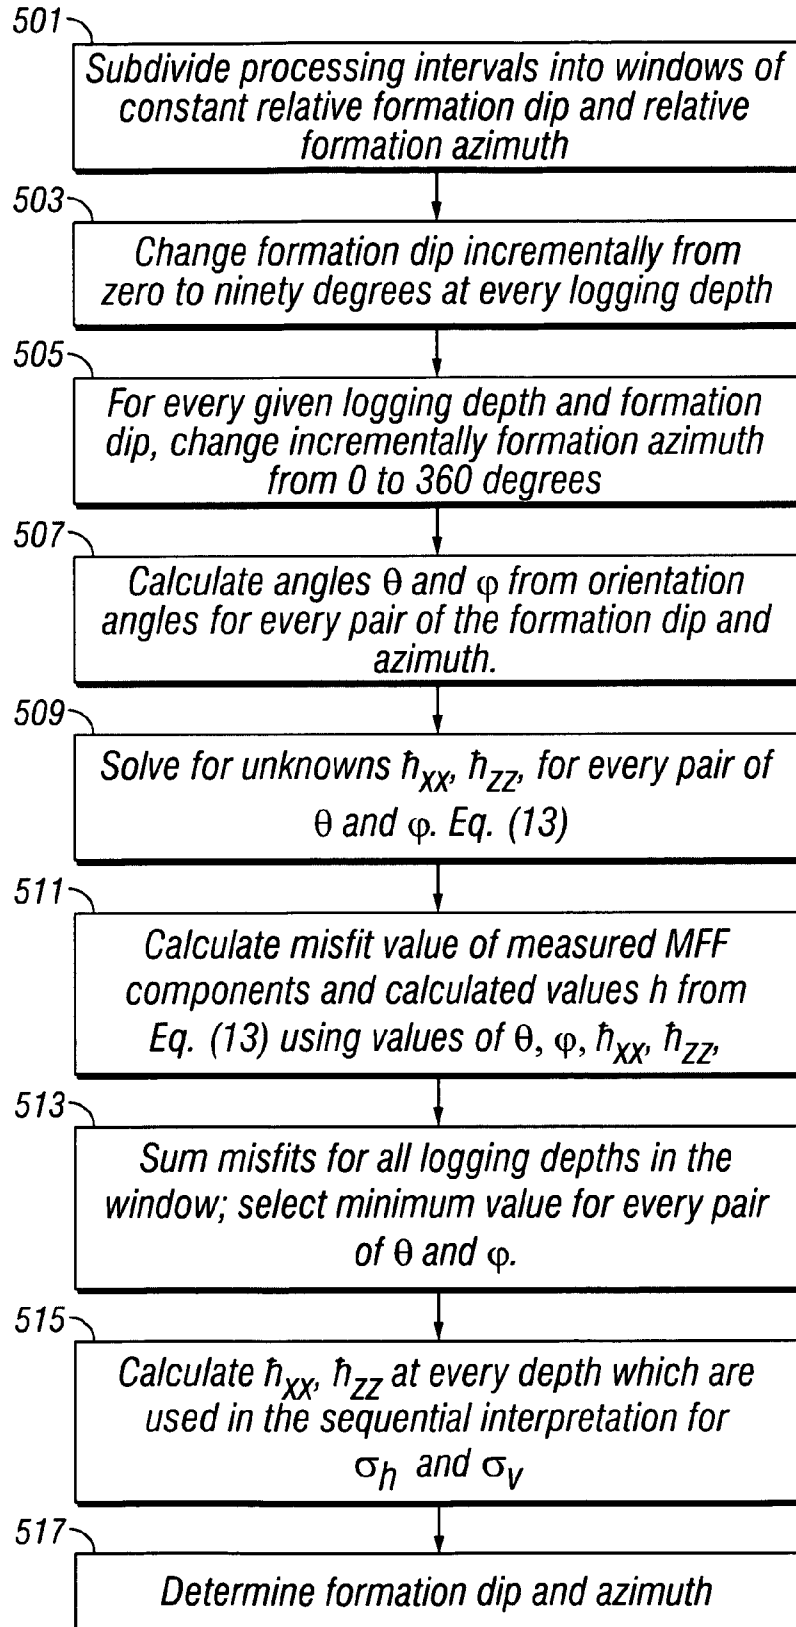 501
Subdivide processing intervals into windows of
constant relative formation dip and relative
formation azimuth
503
Change formation dip incrementally from
zero to ninety degrees at every logging depth
505
For every given logging depth and formation
dip, change incrementally formation azimuth
from 0 to 360 degrees
507
Calculate angles θ and φ from orientation
angles for every pair of the formation dip and
azimuth.
509
Solve for unknowns ħxx, ħzz, for every pair of
θ and φ. Eq. (13)
511
Calculate misfit value of measured MFF
components and calculated values h from
Eq. (13) using values of θ, φ, ħxx, ħzz,
513
Sum misfits for all logging depths in the
window; select minimum value for every pair
of θ and φ.
515
Calculate ħxx, ħzz at every depth which are
used in the sequential interpretation for
σh and σv
517
Determine formation dip and azimuth